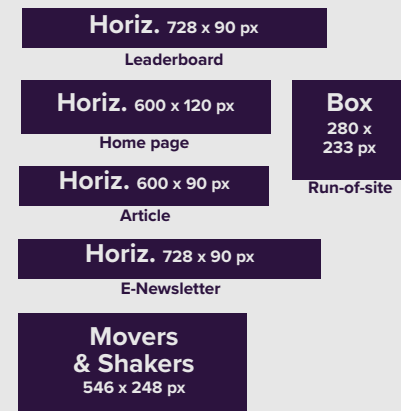 Horiz. 728 x 90 px
Leaderboard
Horiz. 600 x 120 px
Home page
Box
280 x
233 px
Run-of-site
Horiz. 600 x 90 px
Article
Horiz. 728 x 90 px
E-Newsletter
Movers
& Shakers
546 x 248 px